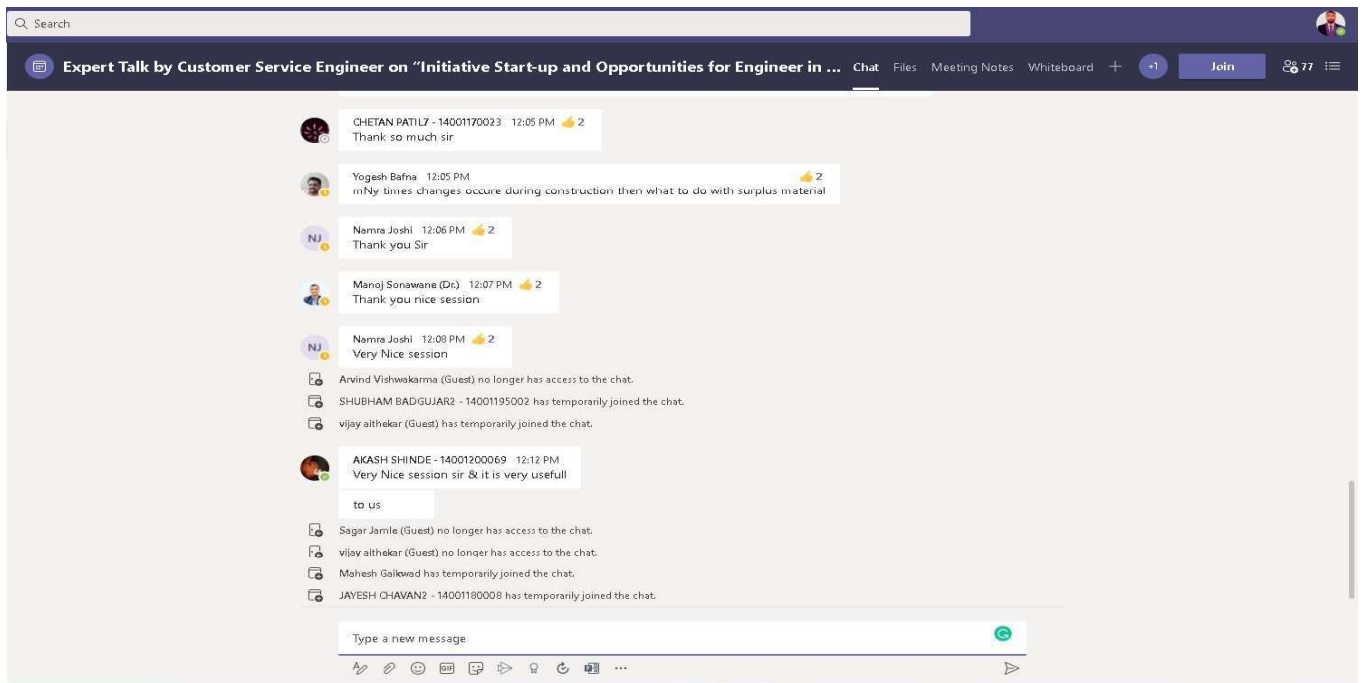 Search
Expert Talk by Customer Service Engineer on “Initiative Start-up and Opportunities for Engineer in ... Chat Files Meeting Notes Whiteboard + +1 Join 77
CHETAN PATIL7 - 14001170023 12:05 PM 👍 2
Thank so much sir
Yogesh Bafna 12:05 PM 👍 2
mNy times changes occure during construction then what to do with surplus material
NJ
Namra Joshi 12:06 PM 👍 2
Thank you Sir
Manoj Sonawane (Dr.) 12:07 PM 👍 2
Thank you nice session
NJ
Namra Joshi 12:08 PM 👍 2
Very Nice session
Arvind Vishwakarma (Guest) no longer has access to the chat.
SHUBHAM BADGUJAR2 - 14001195002 has temporarily joined the chat.
vijay aithekar (Guest) has temporarily joined the chat.
AKASH SHINDE - 14001200069 12:12 PM
Very Nice session sir & it is very usefull
to us
Sagar Jamle (Guest) no longer has access to the chat.
vijay aithekar (Guest) no longer has access to the chat.
Mahesh Gaikwad has temporarily joined the chat.
JAYESH CHAVAN2 - 14001180008 has temporarily joined the chat.
Type a new message
GIF